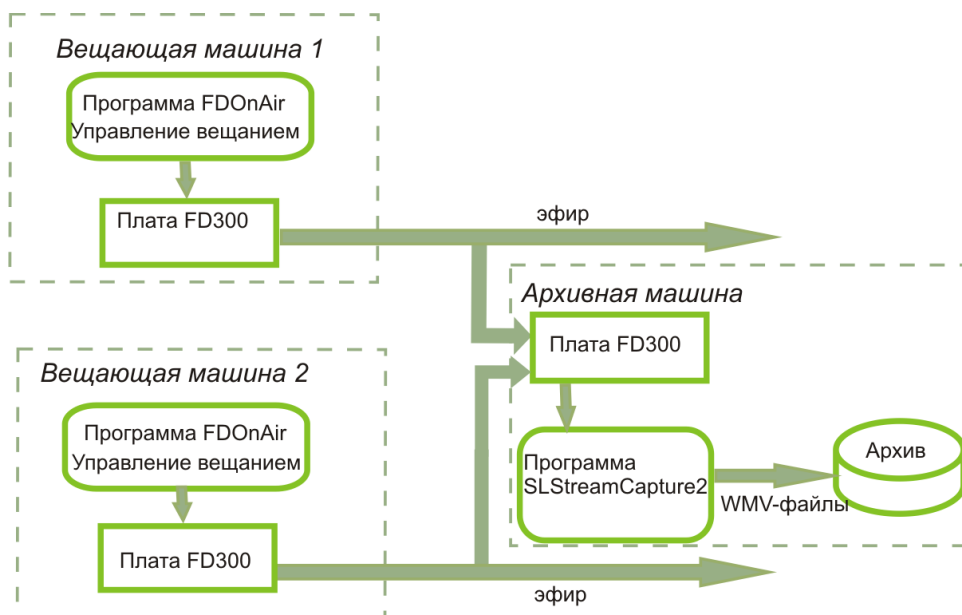 Вещающая машина 1
Программа FDOnAir
Управление вещанием
Плата FD300
эфир
Архивная машина
Плата FD300
Вещающая машина 2
Программа FDOnAir
Управление вещанием
Программа
SLStreamCapture2
Архив
WMV-файлы
Плата FD300
эфир